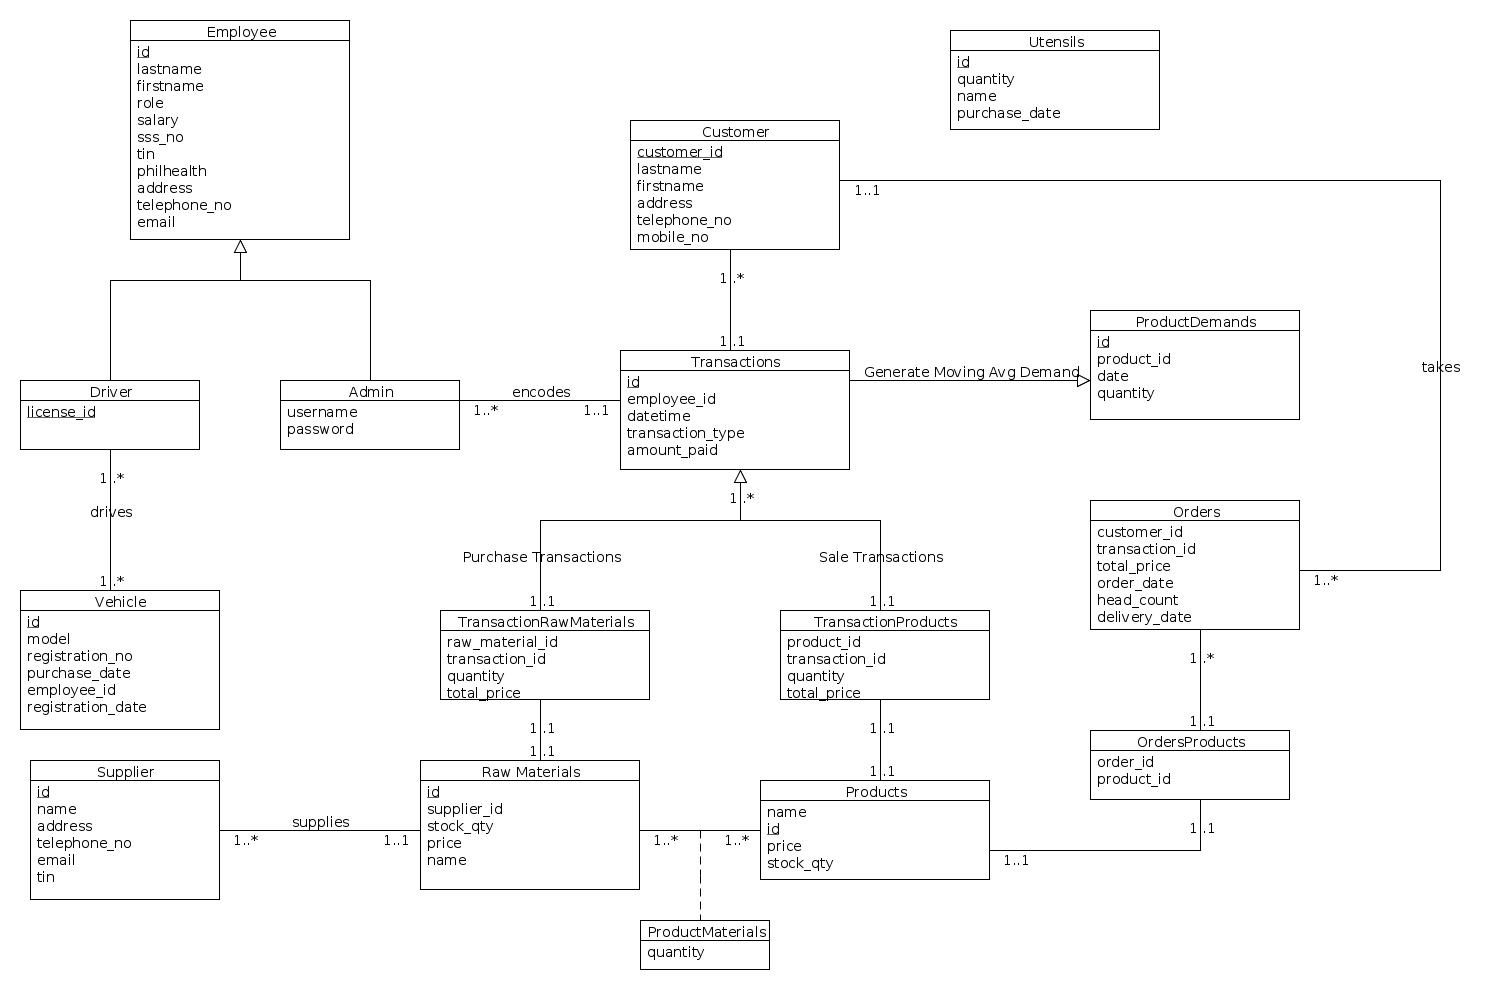 Employee
id
lastname
firstname
role
salary
sss_no
tin
philhealth
address
telephone_no
email
Utensils
id
quantity
name
purchase_date
Customer
customer_id
lastname
firstname
address
telephone_no
mobile_no
1..1
1..*
1..1
takes
Driver
license_id
Admin
username
password
encodes
1..*
1..1
Transactions
id
employee_id
datetime
transaction_type
amount_paid
Generate Moving Avg Demand
ProductDemands
id
product_id
date
quantity
1..*
drives
1..*
Vehicle
id
model
registration_no
purchase_date
employee_id
registration_date
1..*
Purchase Transactions
Sale Transactions
1..1
1..1
TransactionRawMaterials
raw_material_id
transaction_id
quantity
total_price
TransactionProducts
product_id
transaction_id
quantity
total_price
Orders
customer_id
transaction_id
total_price
order_date
head_count
delivery_date
1..*
1..*
1..1
OrdersProducts
order_id
product_id
1..1
1..1
1..1
1..1
1..1
1..1
Supplier
id
name
address
telephone_no
email
tin
supplies
1..*
1..1
Raw Materials
id
supplier_id
stock_qty
price
name
1..*
1..*
Products
name
id
price
stock_qty
ProductMaterials
quantity